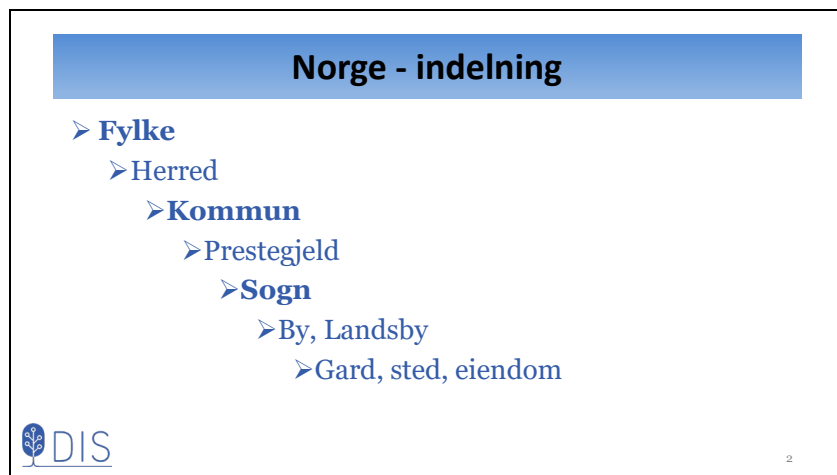 Norge - indelning
➢ Fylke
➢Herred
➢Kommun
➢Prestegjeld
➢Sogn
➢By, Landsby
➢Gard, sted, eiendom
DIS
2